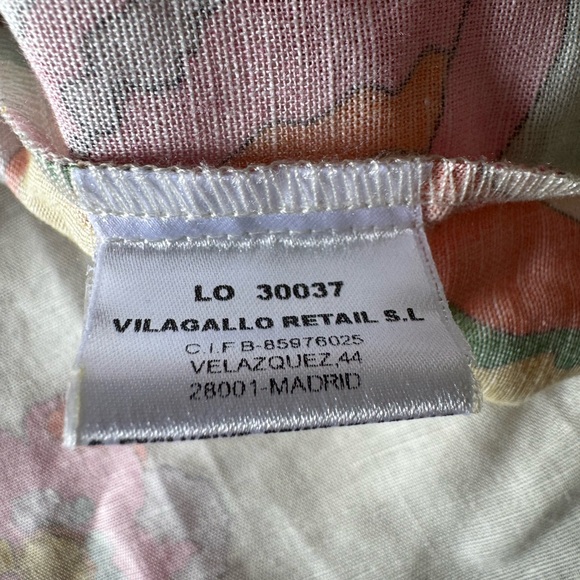 LO 30037
VILAGALLO RETAIL S.L
C.I.F B-85976025
VELAZQUEZ,44
28001-MADRID